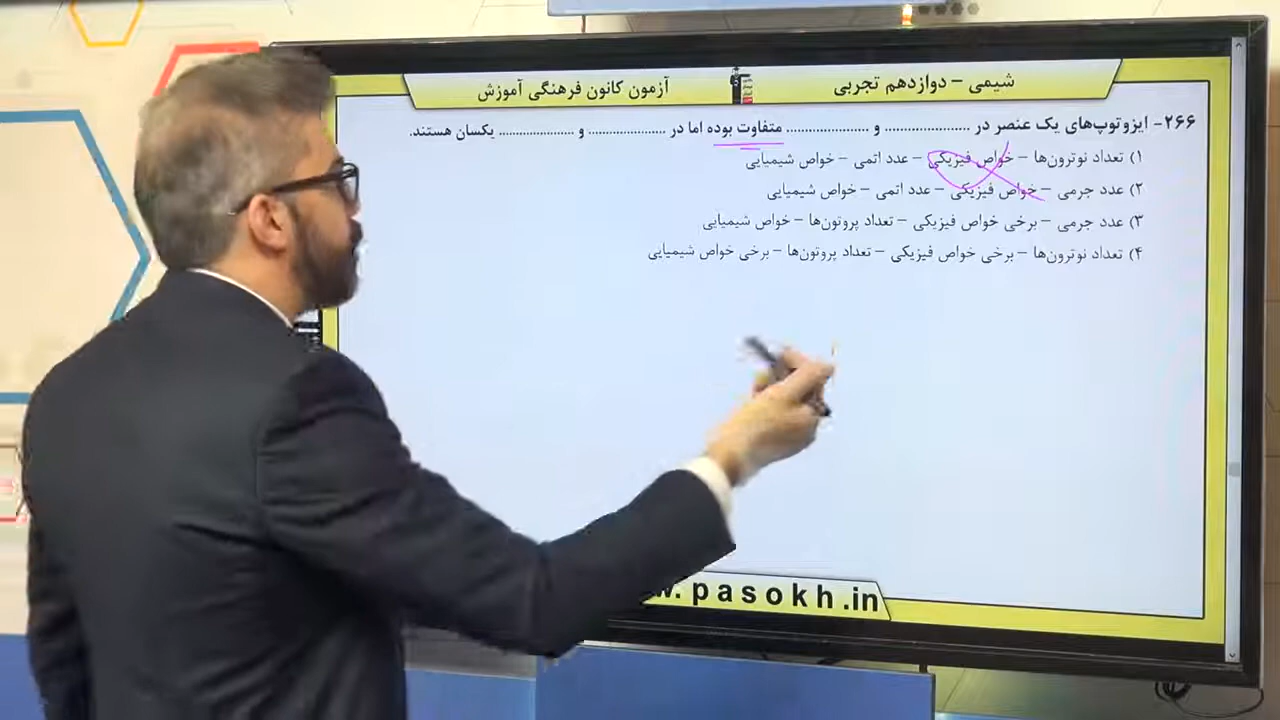 شیمی – دوازدهم تجربی
آزمون کانون فرهنگی آموزش
۲۶۶- ایزوتوپ‌های یک عنصر در ...................... و ..................... متفاوت بوده اما در ................... و ................... یکسان هستند.
۱) تعداد نوترون‌ها – خواص فیزیکی – عدد اتمی – خواص شیمیایی
۲) عدد جرمی – خواص فیزیکی – عدد اتمی – خواص شیمیایی
۳) عدد جرمی – برخی خواص فیزیکی – تعداد پروتون‌ها – خواص شیمیایی
۴) تعداد نوترون‌ها – برخی خواص فیزیکی – تعداد پروتون‌ها – برخی خواص شیمیایی
w.pasokh.in